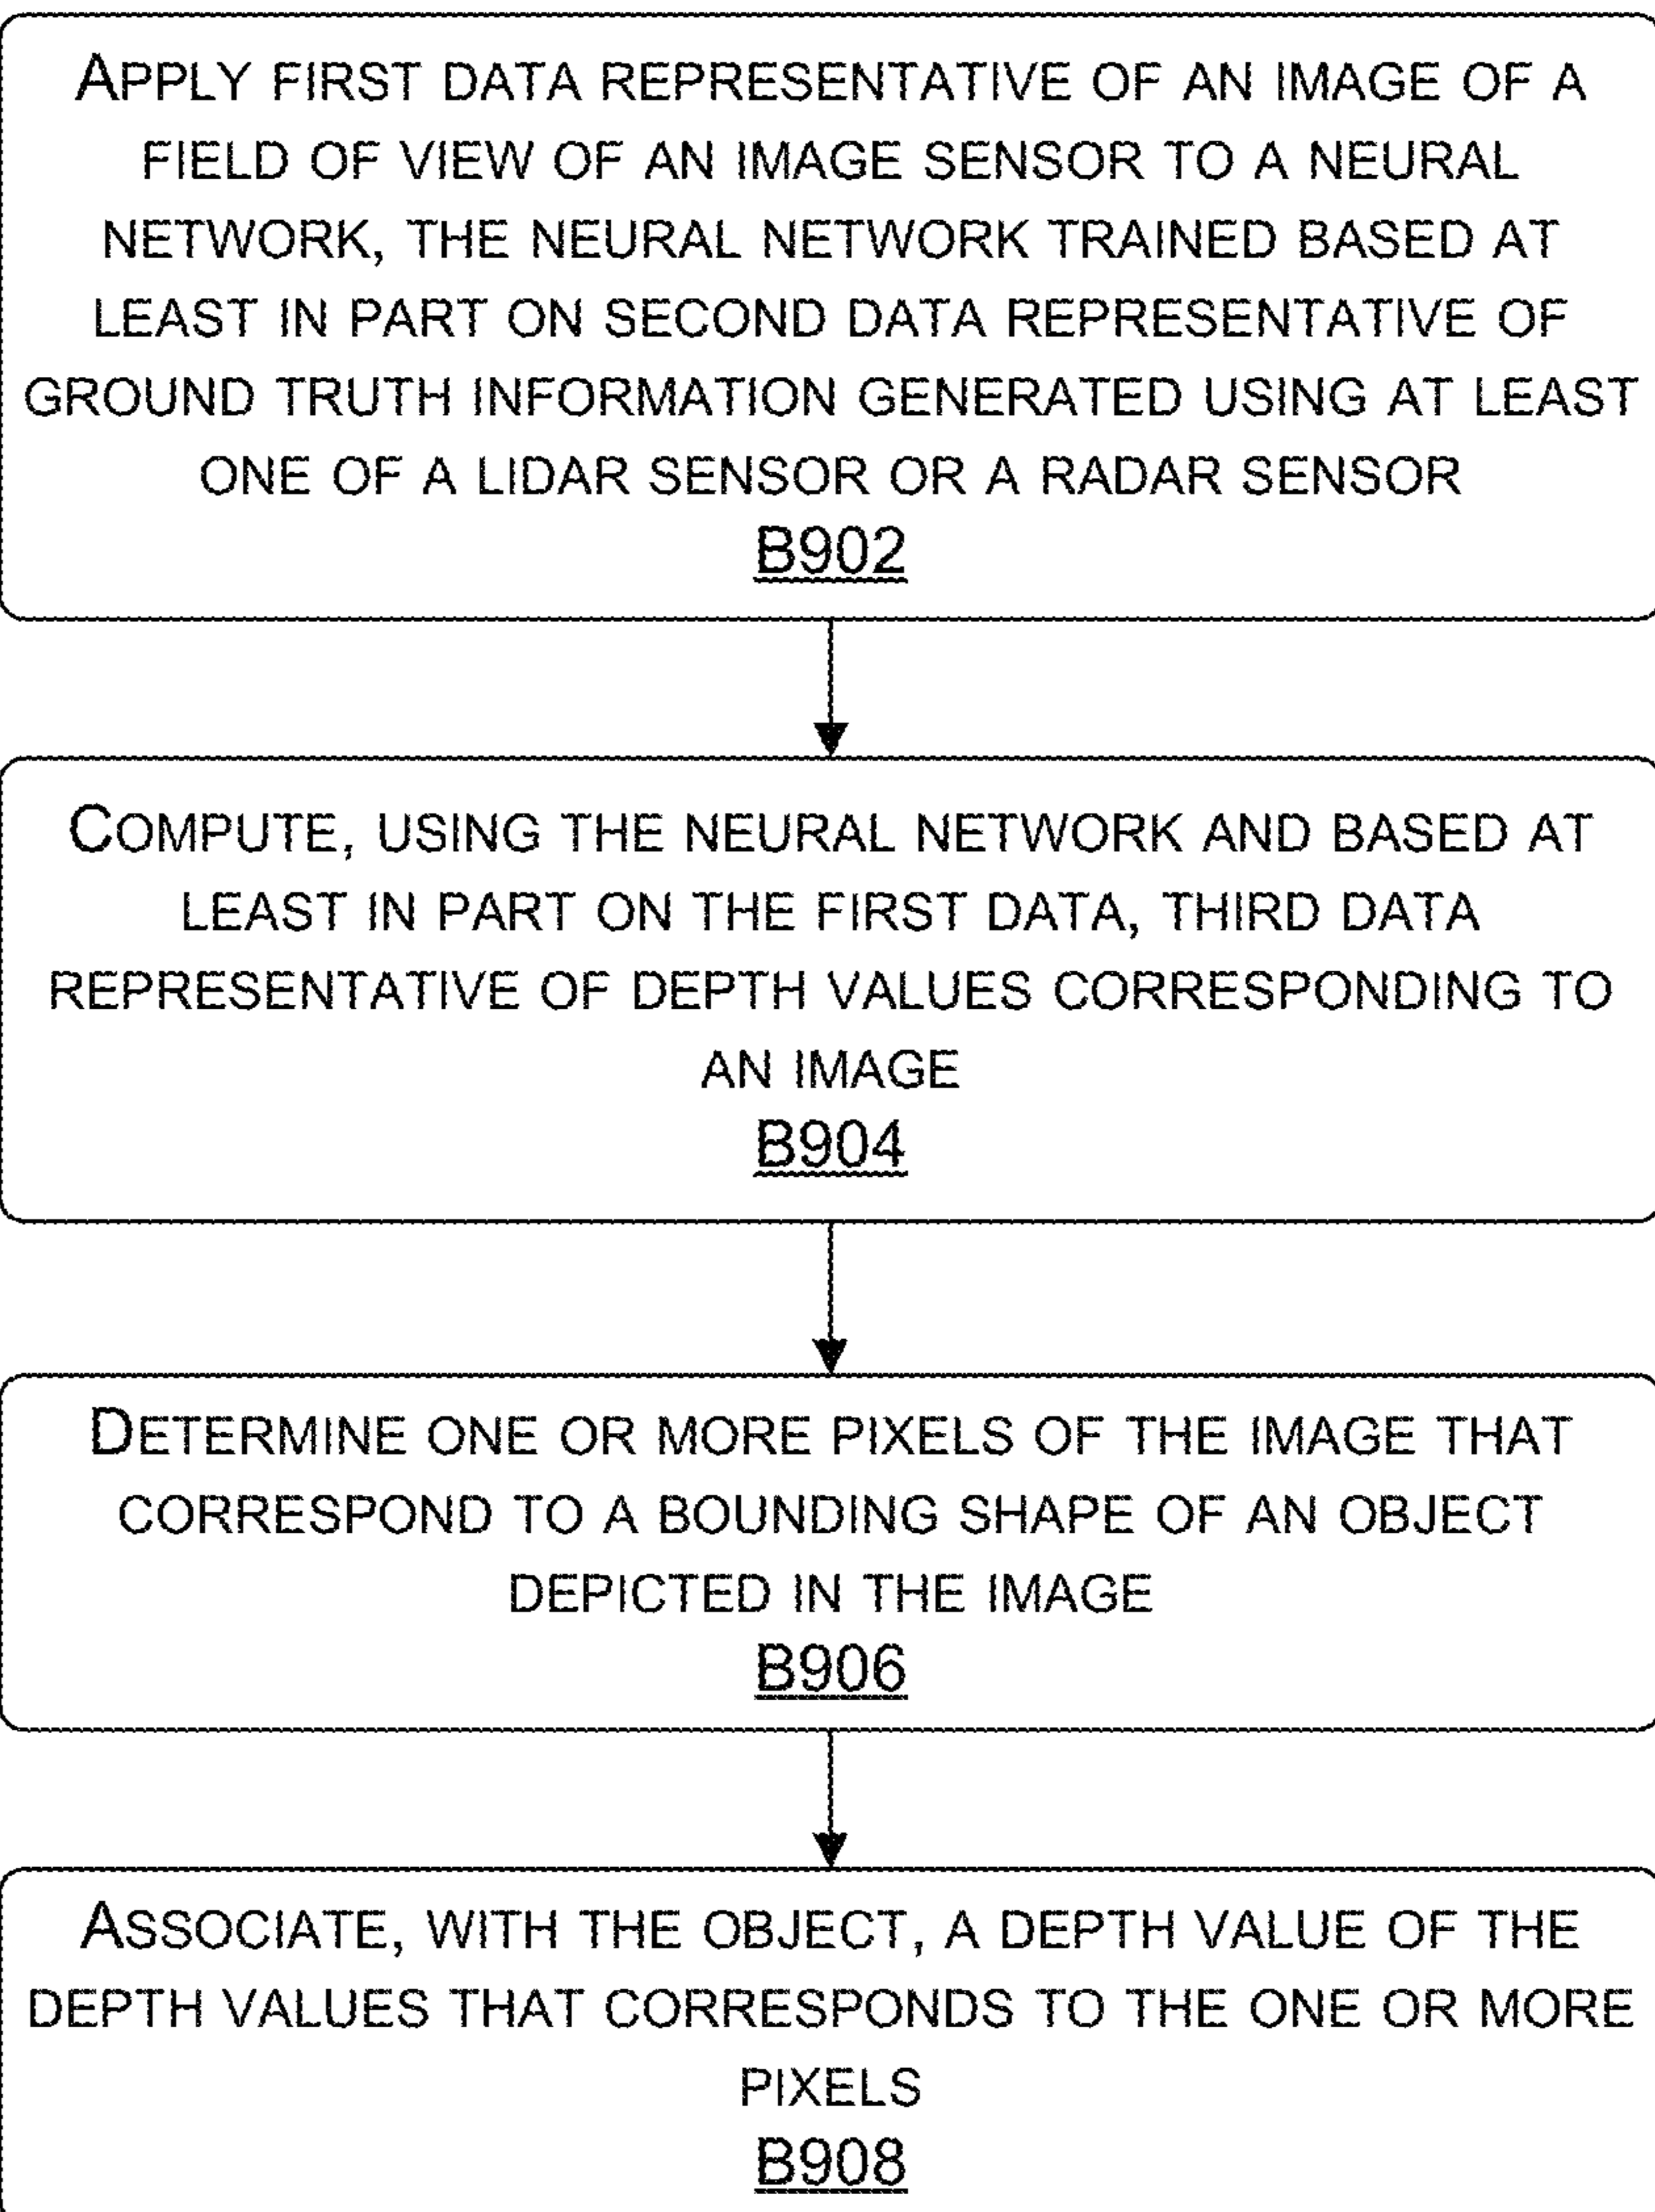 APPLY FIRST DATA REPRESENTATIVE OF AN IMAGE OF A
FIELD OF VIEW OF AN IMAGE SENSOR TO A NEURAL
NETWORK, THE NEURAL NETWORK TRAINED BASED AT
LEAST IN PART ON SECOND DATA REPRESENTATIVE OF
GROUND TRUTH INFORMATION GENERATED USING AT LEAST
ONE OF A LIDAR SENSOR OR A RADAR SENSOR
B902
COMPUTE, USING THE NEURAL NETWORK AND BASED AT
LEAST IN PART ON THE FIRST DATA, THIRD DATA
REPRESENTATIVE OF DEPTH VALUES CORRESPONDING TO
AN IMAGE
B904
DETERMINE ONE OR MORE PIXELS OF THE IMAGE THAT
CORRESPOND TO A BOUNDING SHAPE OF AN OBJECT
DEPICTED IN THE IMAGE
B906
ASSOCIATE, WITH THE OBJECT, A DEPTH VALUE OF THE
DEPTH VALUES THAT CORRESPONDS TO THE ONE OR MORE
PIXELS
B908